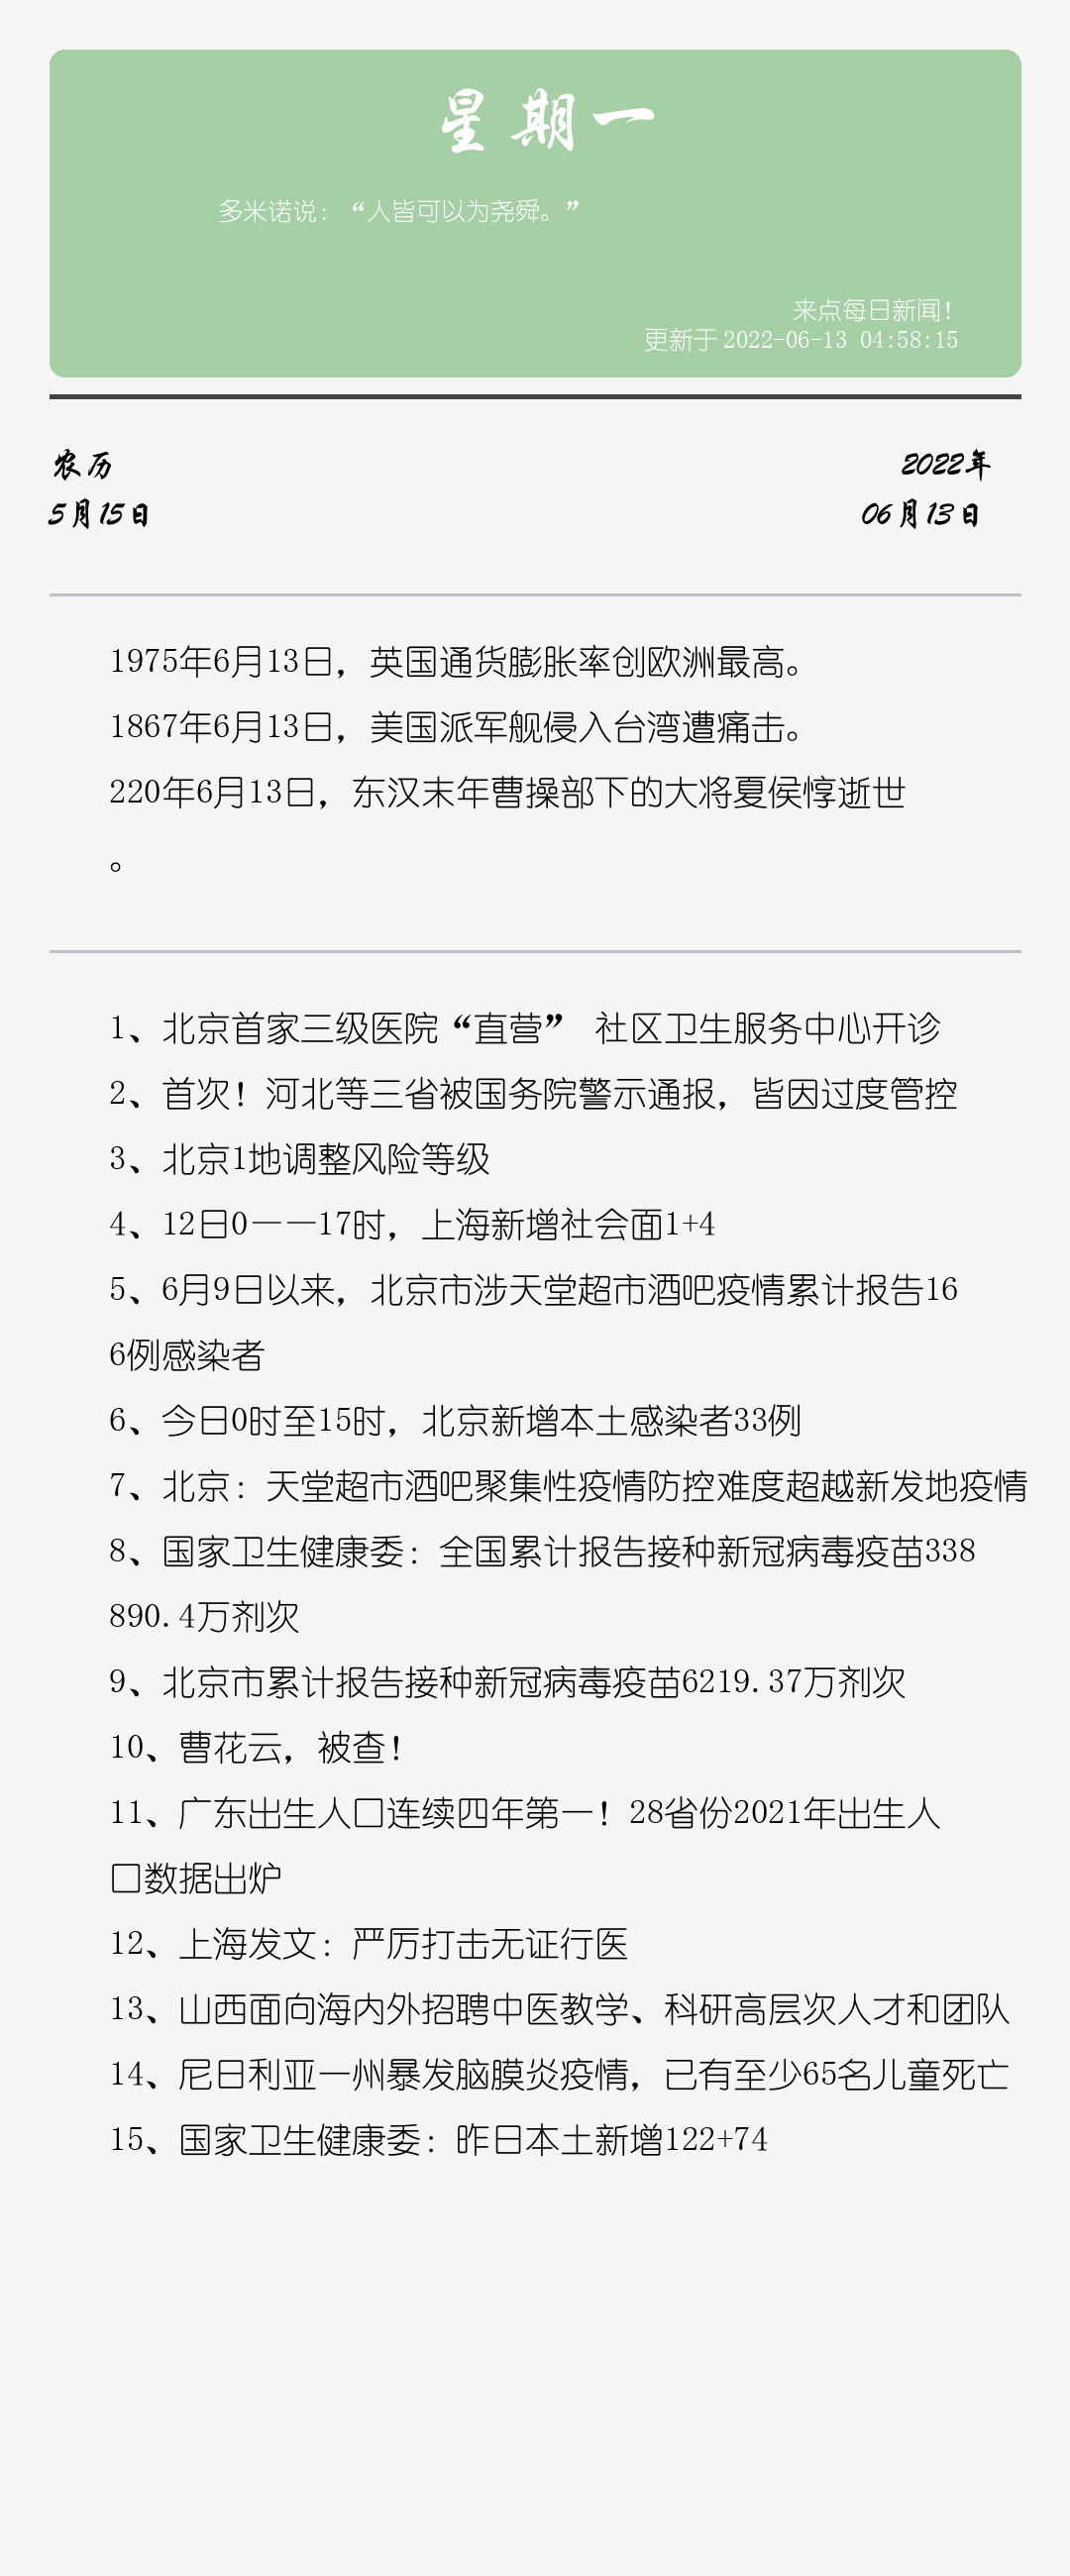 星期一
多米诺说：“人皆可以为尧舜。”
来点每日新闻！
更新于 2022-06-13 04:58:15
农历
2022年
5月15日
06月13日
1975年6月13日，英国通货膨胀率创欧洲最高。
1867年6月13日，美国派军舰侵入台湾遭痛击。
220年6月13日，东汉末年曹操部下的大将夏侯惇逝世
。
1、北京首家三级医院“直营” 社区卫生服务中心开诊
2、首次！河北等三省被国务院警示通报，皆因过度管控
3、北京1地调整风险等级
4、12日0——17时，上海新增社会面1+4
5、6月9日以来，北京市涉天堂超市酒吧疫情累计报告16
6例感染者
6、今日0时至15时，北京新增本土感染者33例
7、北京：天堂超市酒吧聚集性疫情防控难度超越新发地疫情
8、国家卫生健康委：全国累计报告接种新冠病毒疫苗338
890.4万剂次
9、北京市累计报告接种新冠病毒疫苗6219.37万剂次
10、曹花云，被查！
11、广东出生人口连续四年第一！28省份2021年出生人
口数据出炉
12、上海发文：严厉打击无证行医
13、山西面向海内外招聘中医教学、科研高层次人才和团队
14、尼日利亚一州暴发脑膜炎疫情，已有至少65名儿童死亡
15、国家卫生健康委：昨日本土新增122+74